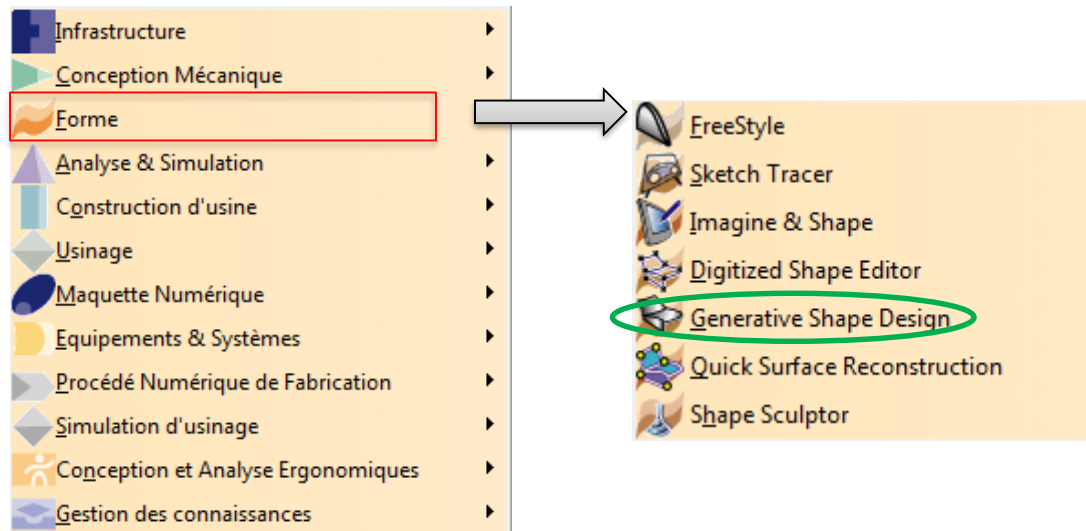 Infrastructure
Conception Mécanique
Forme
Analyse & Simulation
Construction d'usine
Usinage
Maquette Numérique
Equipements & Systèmes
Procédé Numérique de Fabrication
Simulation d'usinage
Conception et Analyse Ergonomiques
Gestion des connaissances
FreeStyle
Sketch Tracer
Imagine & Shape
Digitized Shape Editor
Generative Shape Design
Quick Surface Reconstruction
Shape Sculptor